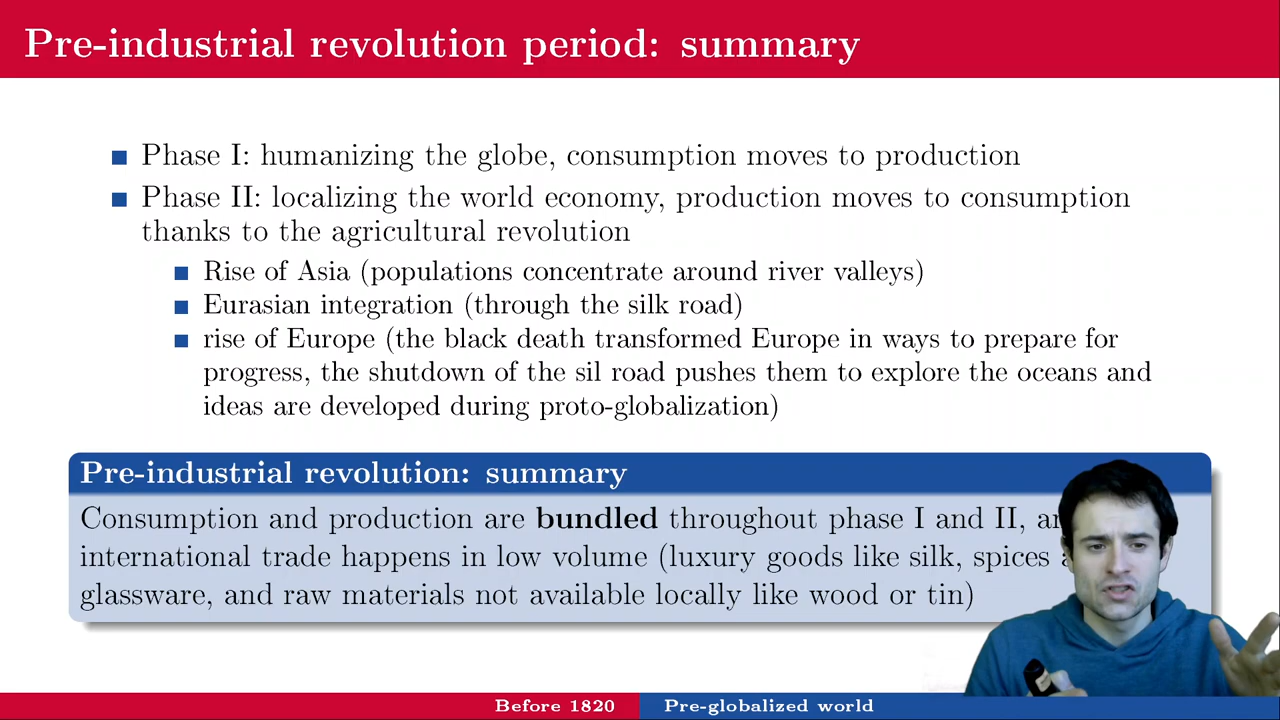 Pre-industrial revolution period: summary
Phase I: humanizing the globe, consumption moves to production
Phase II: localizing the world economy, production moves to consumption
thanks to the agricultural revolution
Rise of Asia (populations concentrate around river valleys)
Eurasian integration (through the silk road)
rise of Europe (the black death transformed Europe in ways to prepare for
progress, the shutdown of the sil road pushes them to explore the oceans and
ideas are developed during proto-globalization)
Pre-industrial revolution: summary
Consumption and production are bundled throughout phase I and II,
international trade happens in low volume (luxury goods like silk, spices
glassware, and raw materials not available locally like wood or tin)
Before 1820 Pre-globalized world